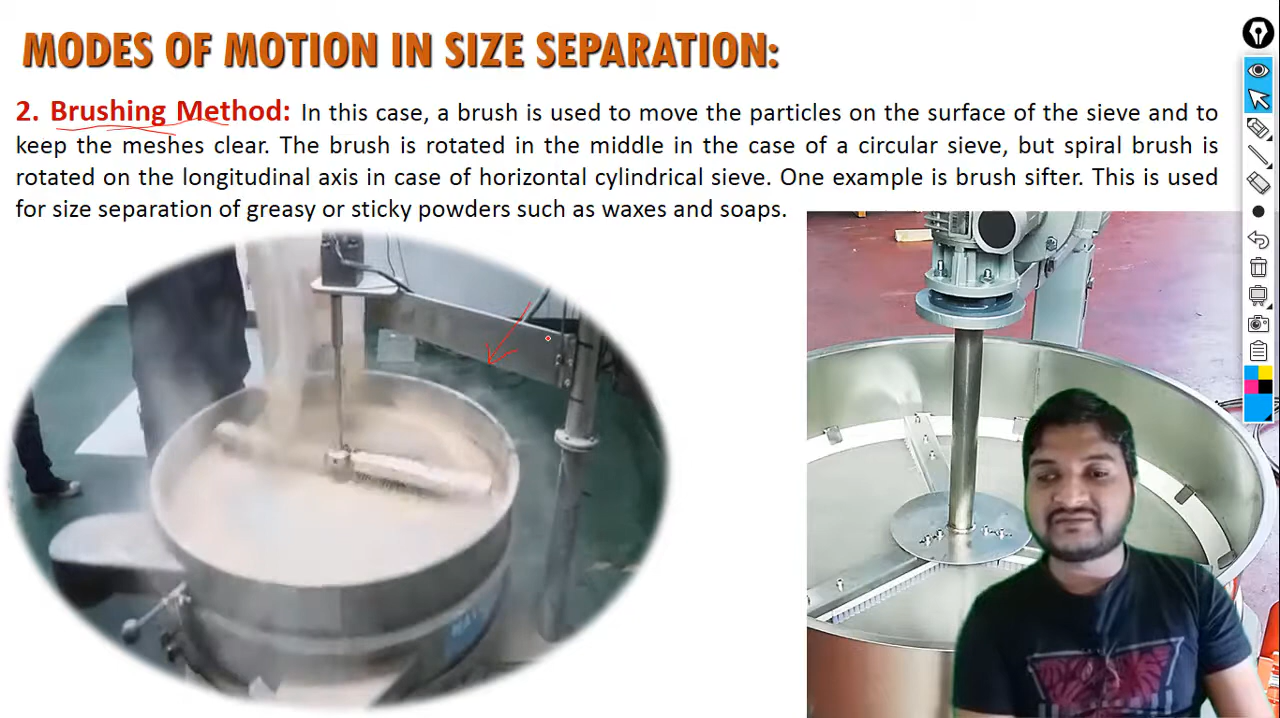 MODES OF MOTION IN SIZE SEPARATION:
2. Brushing Method: In this case, a brush is used to move the particles on the surface of the sieve and to
keep the meshes clear. The brush is rotated in the middle in the case of a circular sieve, but spiral brush is
rotated on the longitudinal axis in case of horizontal cylindrical sieve. One example is brush sifter. This is used
for size separation of greasy or sticky powders such as waxes and soaps.